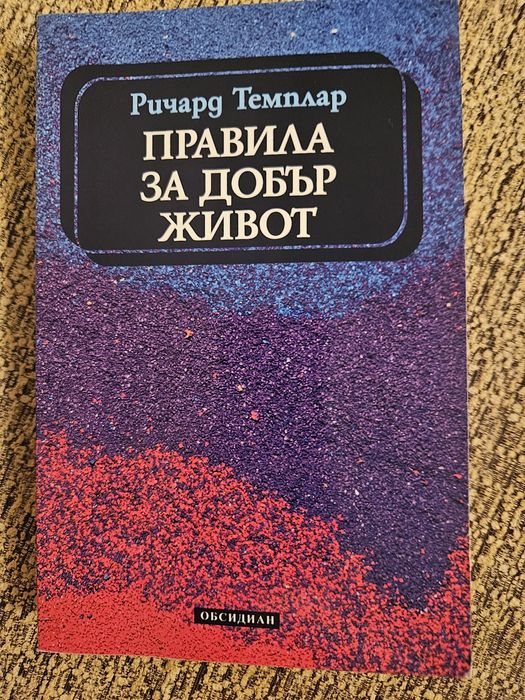 Ричард Темплар
ПРАВИЛА
ЗА ДОБЪР
ЖИВОТ
ОБСИДИАН